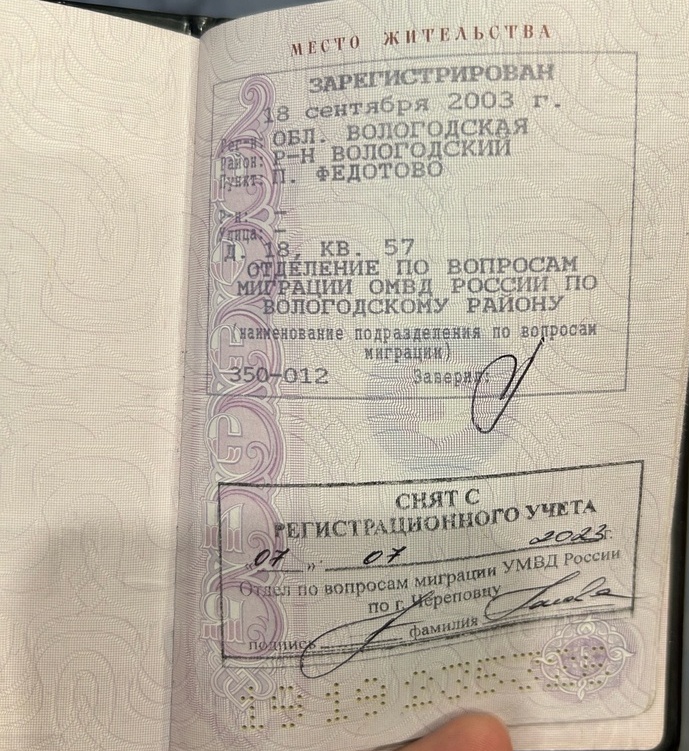 МЕСТО ЖИТЕЛЬСТВА
ЗАРЕГИСТРИРОВАН
18 сентября 2003 г.
Рег-н: ОБЛ. ВОЛОГОДСКАЯ
Район: Р-Н ВОЛОГОДСКИЙ
Пункт: П. ФЕДОТОВО
Р-н: –
Улица: –
Д. 18, КВ. 57
ОТДЕЛЕНИЕ ПО ВОПРОСАМ
МИГРАЦИИ ОМВД РОССИИ ПО
ВОЛОГОДСКОМУ РАЙОНУ
(наименование подразделения по вопросам
миграции)
350-012 Заверил:
СНЯТ С
РЕГИСТРАЦИОННОГО УЧЕТА
„07 „ 07 2023г.
Отдел по вопросам миграции УМВД России
по г. Череповцу
подпись фамилия